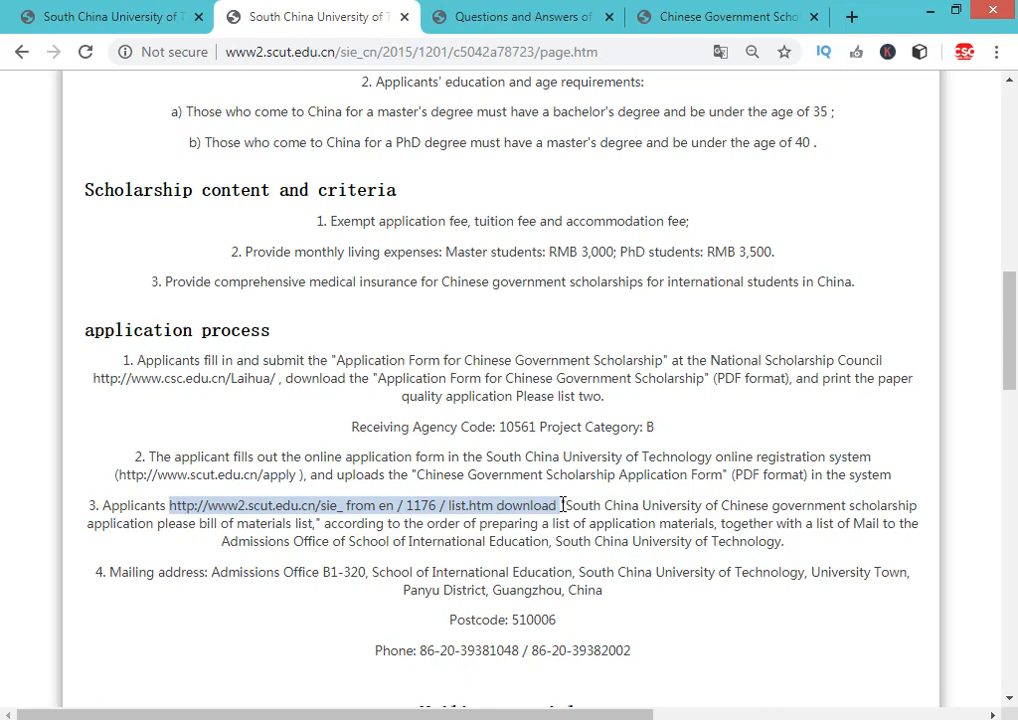 South China University of T
South China University of T
Questions and Answers of
Chinese Government Scho
Not secure
www2.scut.edu.cn/sie_cn/2015/1201/c5042a78723/page.htm
IQ
K
CSC
2. Applicants' education and age requirements:
a) Those who come to China for a master's degree must have a bachelor's degree and be under the age of 35 ;
b) Those who come to China for a PhD degree must have a master's degree and be under the age of 40 .
Scholarship content and criteria
1. Exempt application fee, tuition fee and accommodation fee;
2. Provide monthly living expenses: Master students: RMB 3,000; PhD students: RMB 3,500.
3. Provide comprehensive medical insurance for Chinese government scholarships for international students in China.
application process
1. Applicants fill in and submit the "Application Form for Chinese Government Scholarship" at the National Scholarship Council
http://www.csc.edu.cn/Laihua/ , download the "Application Form for Chinese Government Scholarship" (PDF format), and print the paper
quality application Please list two.
Receiving Agency Code: 10561 Project Category: B
2. The applicant fills out the online application form in the South China University of Technology online registration system
(http://www.scut.edu.cn/apply ), and uploads the "Chinese Government Scholarship Application Form" (PDF format) in the system
3. Applicants http://www2.scut.edu.cn/sie_ from en / 1176 / list.htm download "South China University of Chinese government scholarship
application please bill of materials list," according to the order of preparing a list of application materials, together with a list of Mail to the
Admissions Office of School of International Education, South China University of Technology.
4. Mailing address: Admissions Office B1-320, School of International Education, South China University of Technology, University Town,
Panyu District, Guangzhou, China
Postcode: 510006
Phone: 86-20-39381048 / 86-20-39382002